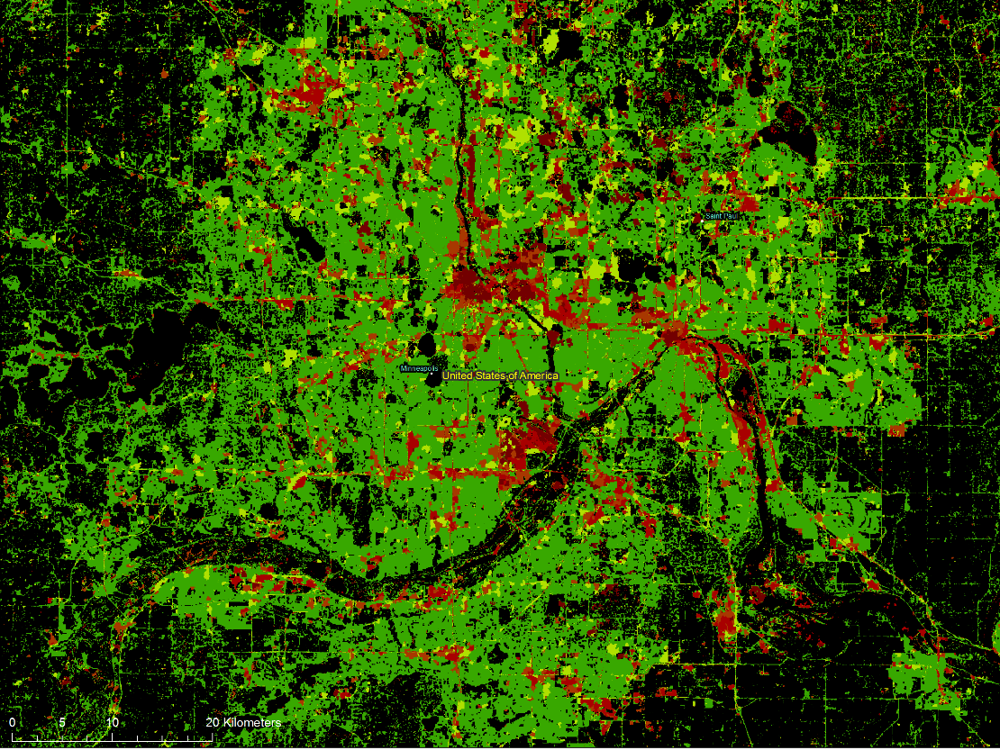 Saint Paul
Minneapolis
United States of America
0 5 10 20 Kilometers